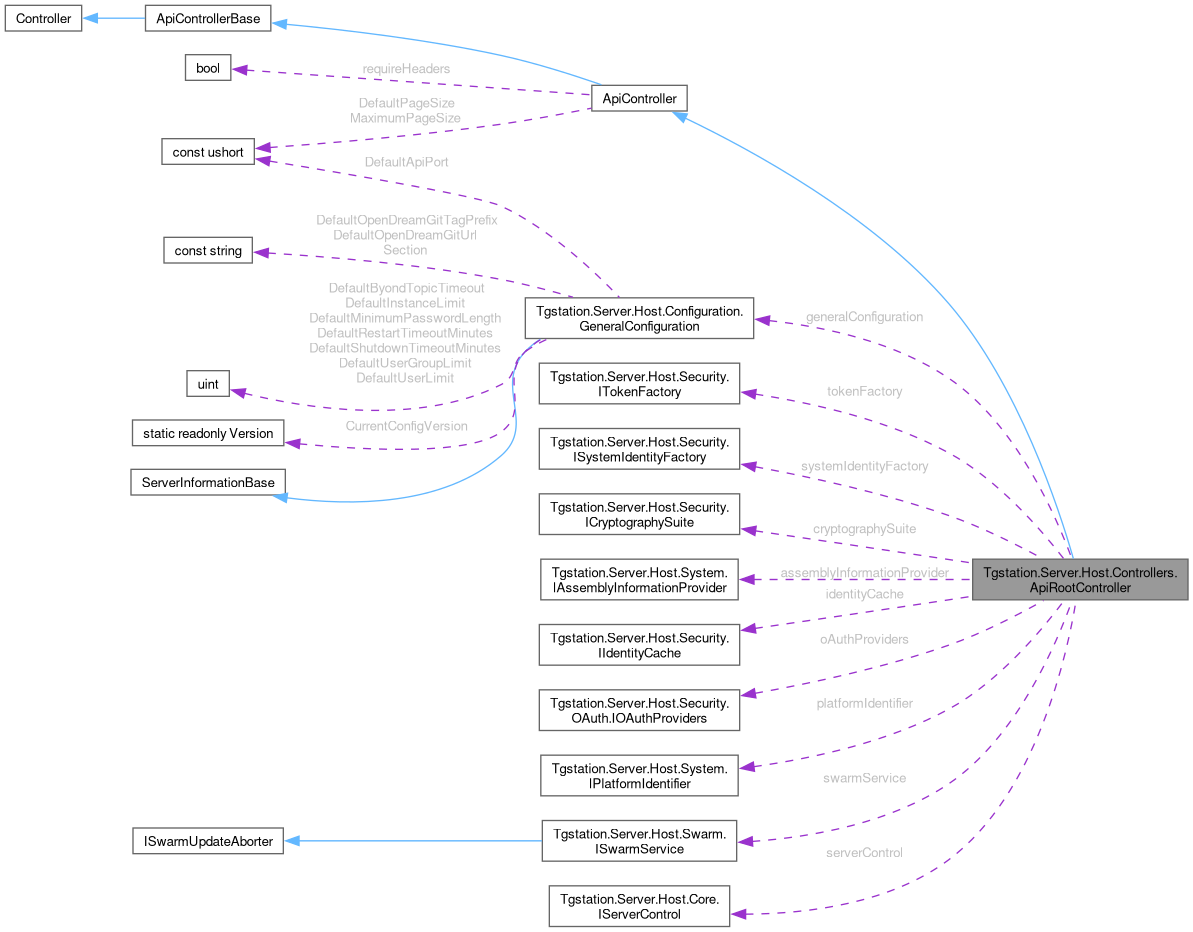 Controller
ApiControllerBase
bool
requireHeaders
ApiController
DefaultPageSize
MaximumPageSize
const ushort
DefaultApiPort
DefaultOpenDreamGitTagPrefix
DefaultOpenDreamGitUrl
Section
const string
DefaultByondTopicTimeout
DefaultInstanceLimit
DefaultMinimumPasswordLength
DefaultRestartTimeoutMinutes
DefaultShutdownTimeoutMinutes
DefaultUserGroupLimit
DefaultUserLimit
Tgstation.Server.Host.Configuration.
GeneralConfiguration
generalConfiguration
uint
Tgstation.Server.Host.Security.
ITokenFactory
tokenFactory
static readonly Version
CurrentConfigVersion
Tgstation.Server.Host.Security.
ISystemIdentityFactory
systemIdentityFactory
ServerInformationBase
Tgstation.Server.Host.Security.
ICryptographySuite
cryptographySuite
Tgstation.Server.Host.System.
IAssemblyInformationProvider
assemblyInformationProvider
Tgstation.Server.Host.Controllers.
ApiRootController
identityCache
Tgstation.Server.Host.Security.
IIdentityCache
oAuthProviders
Tgstation.Server.Host.Security.
OAuth.IOAuthProviders
platformIdentifier
Tgstation.Server.Host.System.
IPlatformIdentifier
swarmService
ISwarmUpdateAborter
Tgstation.Server.Host.Swarm.
ISwarmService
serverControl
Tgstation.Server.Host.Core.
IServerControl